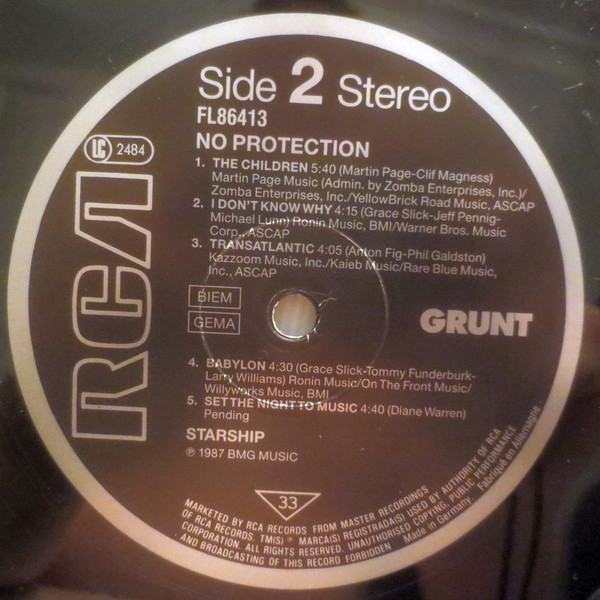 Side 2 Stereo
FL86413
NO PROTECTION
LC 2484
1. THE CHILDREN 5:40 (Martin Page-Clif Magness)
Martin Page Music (Admin. by Zomba Enterprises, Inc.)/
Zomba Enterprises, Inc./YellowBrick Road Music, ASCAP
2. I DON'T KNOW WHY 4:15 (Grace Slick-Jeff Pennig-
Michael Lunn) Ronin Music, BMI/Warner Bros. Music
Corp., ASCAP
3. TRANSATLANTIC 4:05 (Anton Fig-Phil Galdston)
Kazzoom Music, Inc./Kaieb Music/Rare Blue Music,
Inc., ASCAP
RCA
BIEM
GEMA
GRUNT
4. BABYLON 4:30 (Grace Slick-Tommy Funderburk-
Larry Williams) Ronin Music/On The Front Music/
Willyworks Music, BMI
5. SET THE NIGHT TO MUSIC 4:40 (Diane Warren)
Pending
STARSHIP
℗ 1987 BMG MUSIC
33
MARKETED BY RCA RECORDS FROM MASTER RECORDINGS
OF RCA RECORDS. TM(S) ® MARCA(S) REGISTRADA(S) USED BY AUTHORITY OF RCA
CORPORATION. ALL RIGHTS RESERVED. UNAUTHORISED COPYING, PUBLIC PERFORMANCE
AND BROADCASTING OF THIS RECORD FORBIDDEN Made in Germany · Fabriqué en Allemagne